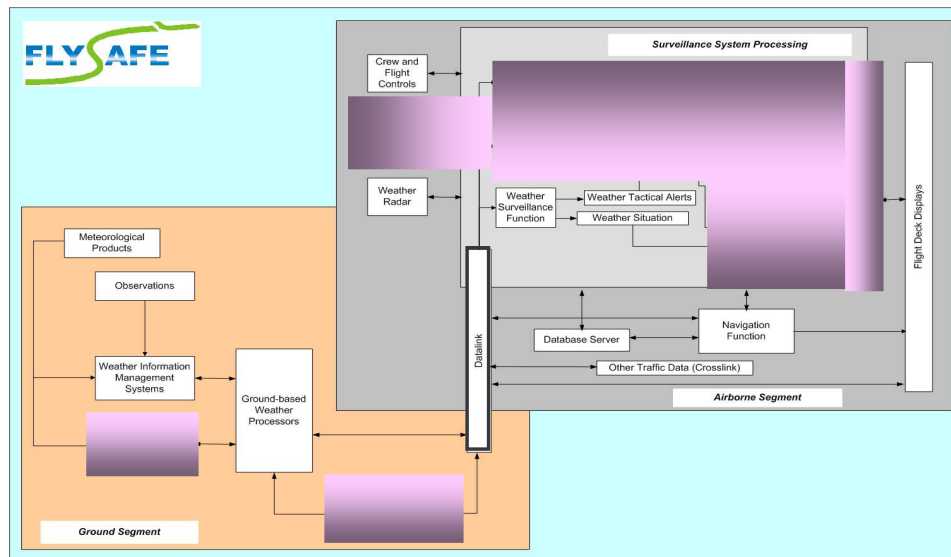 FLYSAFE
Surveillance System Processing
Crew and
Flight
Controls
Weather
Radar
Weather
Surveillance
Function
Weather Tactical Alerts
Weather Situation
Flight Deck Displays
Meteorological
Products
Observations
Weather Information
Management
Systems
Ground-based
Weather
Processors
Datalink
Database Server
Navigation
Function
Other Traffic Data (Crosslink)
Airborne Segment
Ground Segment